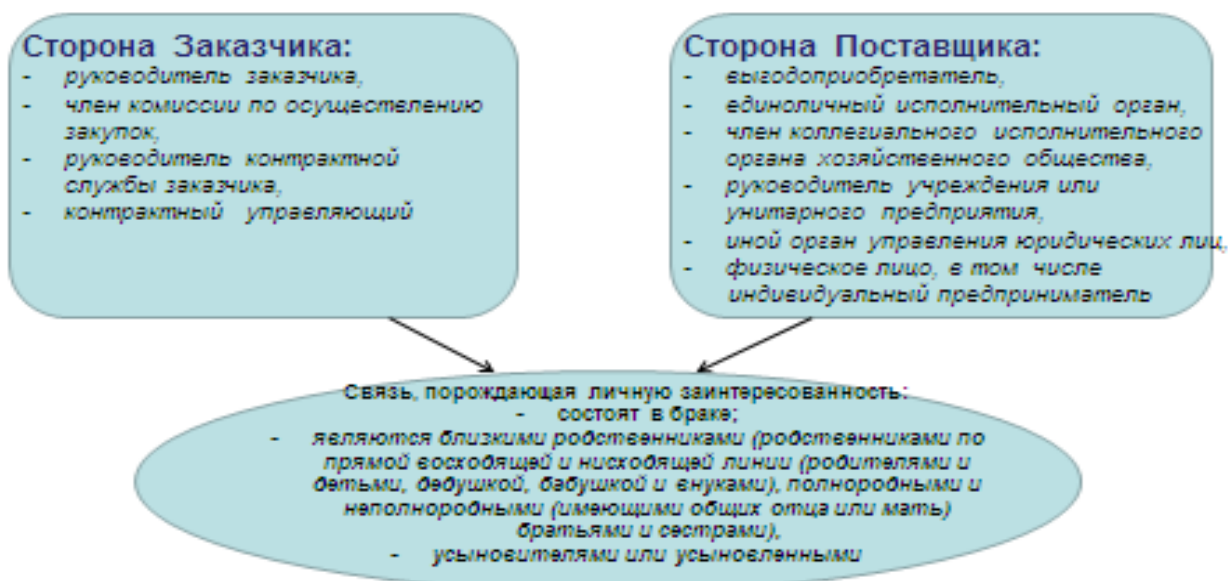 Сторона Заказчика:
- руководитель заказчика,
- член комиссии по осуществлению
закупок,
- руководитель контрактной
службы заказчика,
- контрактный управляющий
Сторона Поставщика:
- выгодоприобретатель,
- единоличный исполнительный орган,
- член коллегиального исполнительного
органа хозяйственного общества,
- руководитель учреждения или
унитарного предприятия,
- иной орган управления юридических лиц,
- физическое лицо, в том числе
индивидуальный предприниматель
Связь, порождающая личную заинтересованность:
- состоят в браке;
- являются близкими родственниками (родственниками по
прямой восходящей и нисходящей линии (родителями и
детьми, дедушкой, бабушкой и внуками), полнородными и
неполнородными (имеющими общих отца или мать)
братьями и сестрами),
- усыновителями или усыновленными